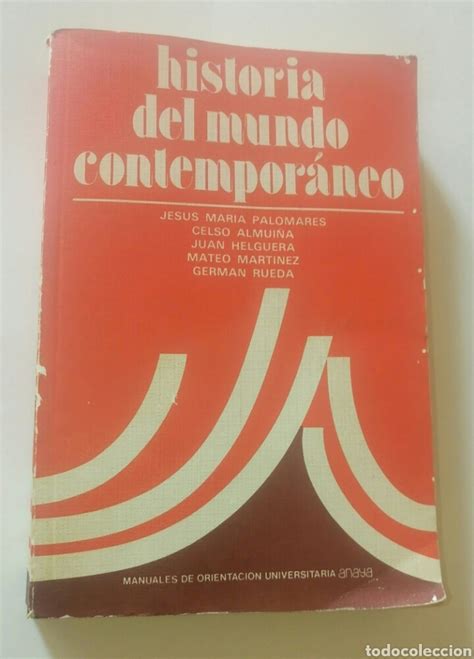 historia
del mundo
contemporáneo
JESUS MARIA PALOMARES
CELSO ALMUIÑA
JUAN HELGUERA
MATEO MARTINEZ
GERMAN RUEDA
MANUALES DE ORIENTACION UNIVERSITARIA anaya
todocoleccion